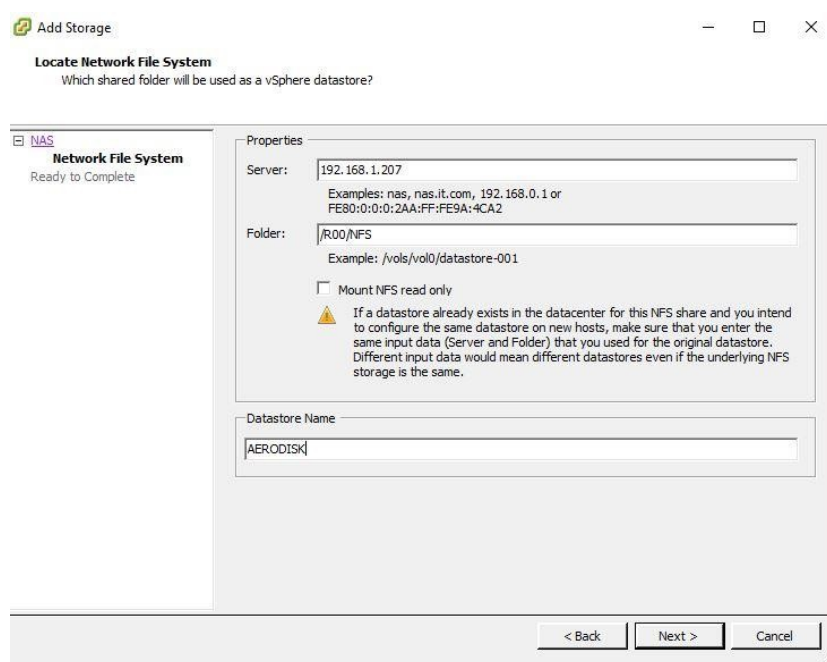 Add Storage
Locate Network File System
Which shared folder will be used as a vSphere datastore?
NAS
Network File System
Ready to Complete
Properties
Server:
192.168.1.207
Examples: nas, nas.it.com, 192.168.0.1 or
FE80:0:0:0:2AA:FF:FE9A:4CA2
Folder:
/R00/NFS
Example: /vols/vol0/datastore-001
Mount NFS read only
If a datastore already exists in the datacenter for this NFS share and you intend
to configure the same datastore on new hosts, make sure that you enter the
same input data (Server and Folder) that you used for the original datastore.
Different input data would mean different datastores even if the underlying NFS
storage is the same.
Datastore Name
AERODISK
< Back
Next >
Cancel